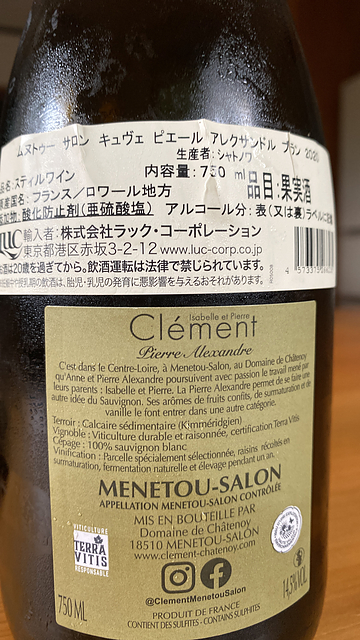 ムヌトゥー サロン キュヴェ ピエール アレクサンドル ブラン 2020
生産者: シャトノワ
品名: スティルワイン
内容量: 750 ml
品目: 果実酒
産国名: フランス/ロワール地方
酸化防止剤(亜硫酸塩) アルコール分: 表(又は裏)ラベルに
輸入者: 株式会社ラック・コーポレーション
東京都港区赤坂3-2-12 www.luc-corp.co.jp
お酒は20歳を過ぎてから。飲酒運転は法律で禁じられています。
妊娠中や授乳期の飲酒は、胎児・乳児の発育に悪影響を与えるおそれがあります。
Isabelle et Pierre
Clément
Pierre Alexandre
C'est dans le Centre-Loire, à Menetou-Salon, au Domaine de Châtenoy
qu'Anne et Pierre Alexandre poursuivent avec passion le travail mené par
leurs parents : Isabelle et Pierre. La Pierre Alexandre permet de se faire une
autre idée du Sauvignon. Ses arômes de fruits confits, de surmaturation et de
vanille le font entrer dans une autre catégorie.
Terroir : Calcaire sédimentaire (Kimméridgien)
Vignoble : Viticulture durable et raisonnée, certification Terra Vitis
Cépage : 100% sauvignon blanc
Vinification : Parcelle spécialement sélectionnée, raisins récoltés en
surmaturation, fermentation naturelle et élevage pendant un an.
MENETOU-SALON
APPELLATION MENETOU-SALON CONTRÔLÉE
MIS EN BOUTEILLE PAR
Domaine de Châtenoy
18510 MENETOU-SALON
www.clement-chatenoy.com
VITICULTURE
TERRA
VITIS
RESPONSABLE
@ClementMenetouSalon
750 ML
14,5% VOL
PRODUIT DE FRANCE
CONTIENT DES SULFITES - CONTAINS SULPHITES